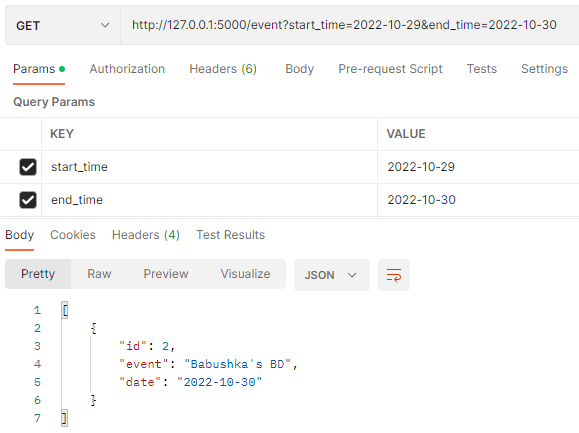 GET http://127.0.0.1:5000/event?start_time=2022-10-29&end_time=2022-10-30
Params Authorization Headers (6) Body Pre-request Script Tests Settings
Query Params
KEY VALUE
start_time 2022-10-29
end_time 2022-10-30
Body Cookies Headers (4) Test Results
Pretty Raw Preview Visualize JSON
1 [
2 {
3 "id": 2,
4 "event": "Babushka's BD",
5 "date": "2022-10-30"
6 }
7 ]